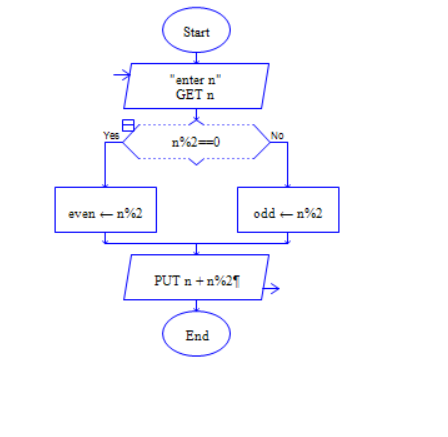 Start
"enter n"
GET n
Yes
n%2==0
No
even ← n%2
odd ← n%2
PUT n + n%2¶
End